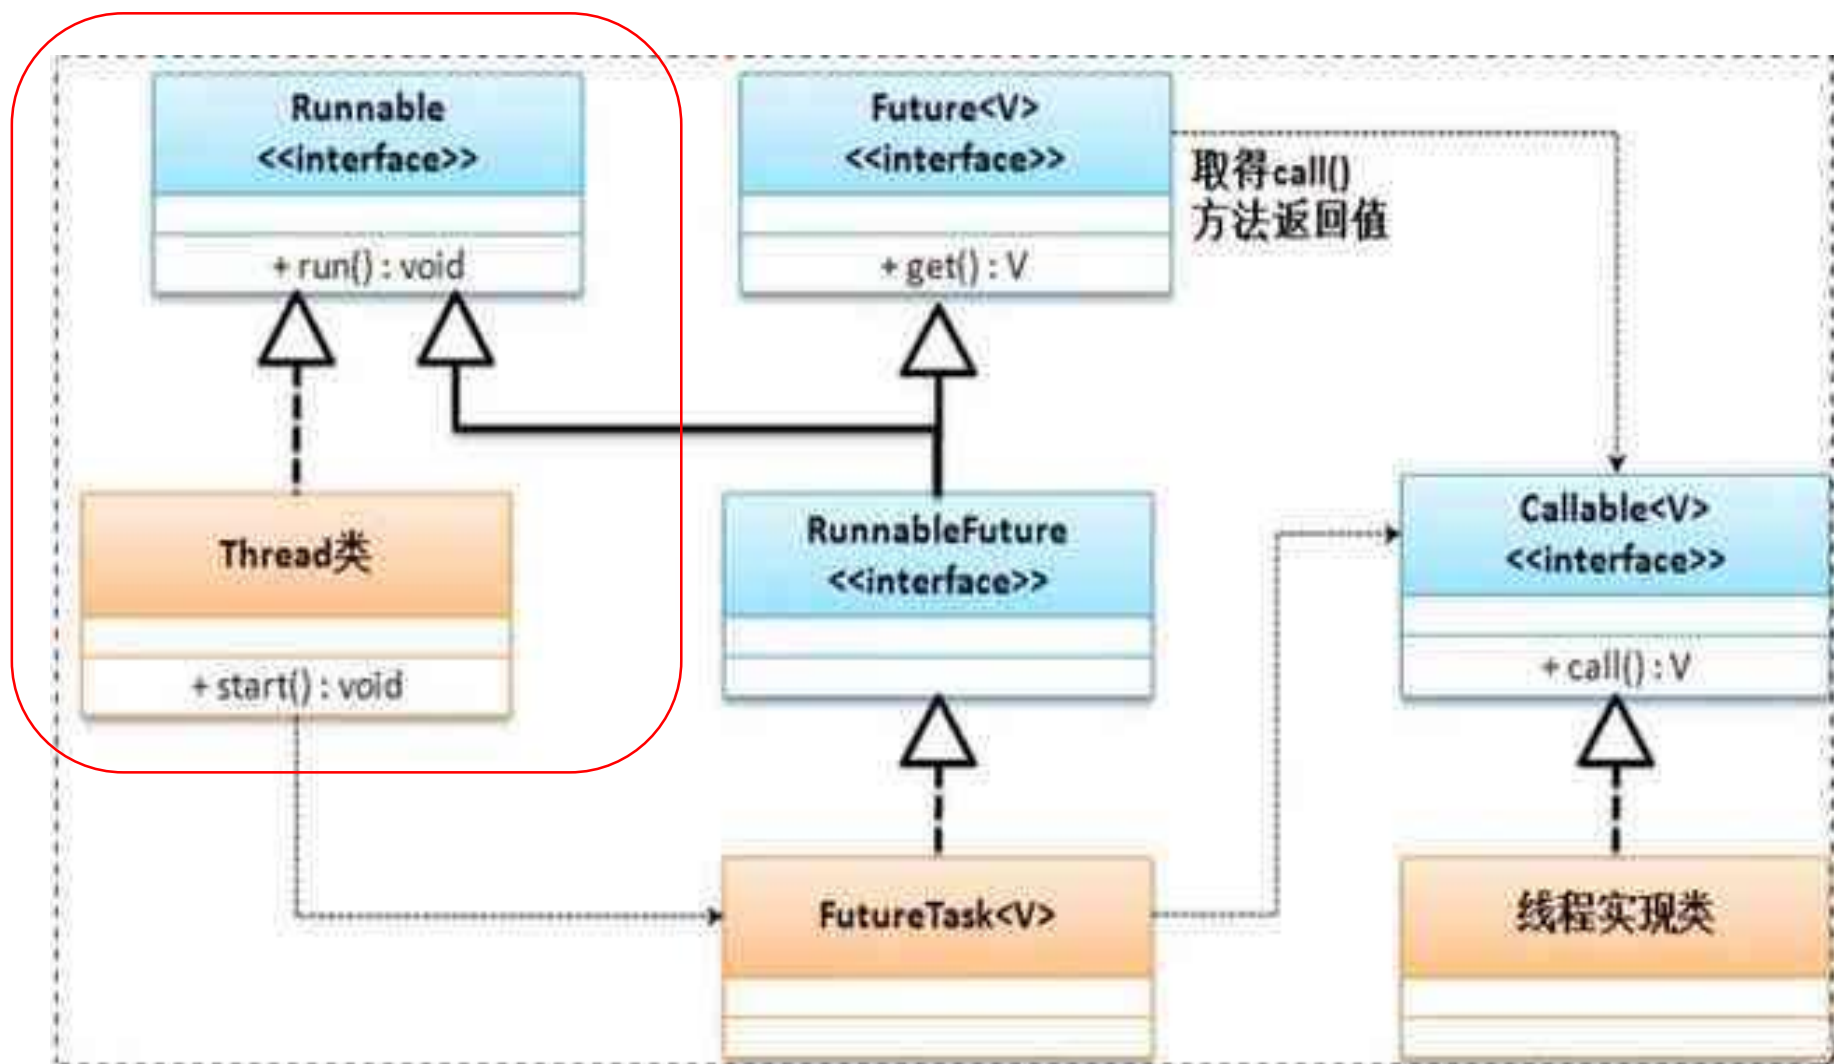 Runnable
<<interface>>
+ run() : void
Future<V>
<<interface>>
+ get() : V
取得call()
方法返回值
Thread类
+ start() : void
RunnableFuture
<<interface>>
Callable<V>
<<interface>>
+ call() : V
FutureTask<V>
线程实现类